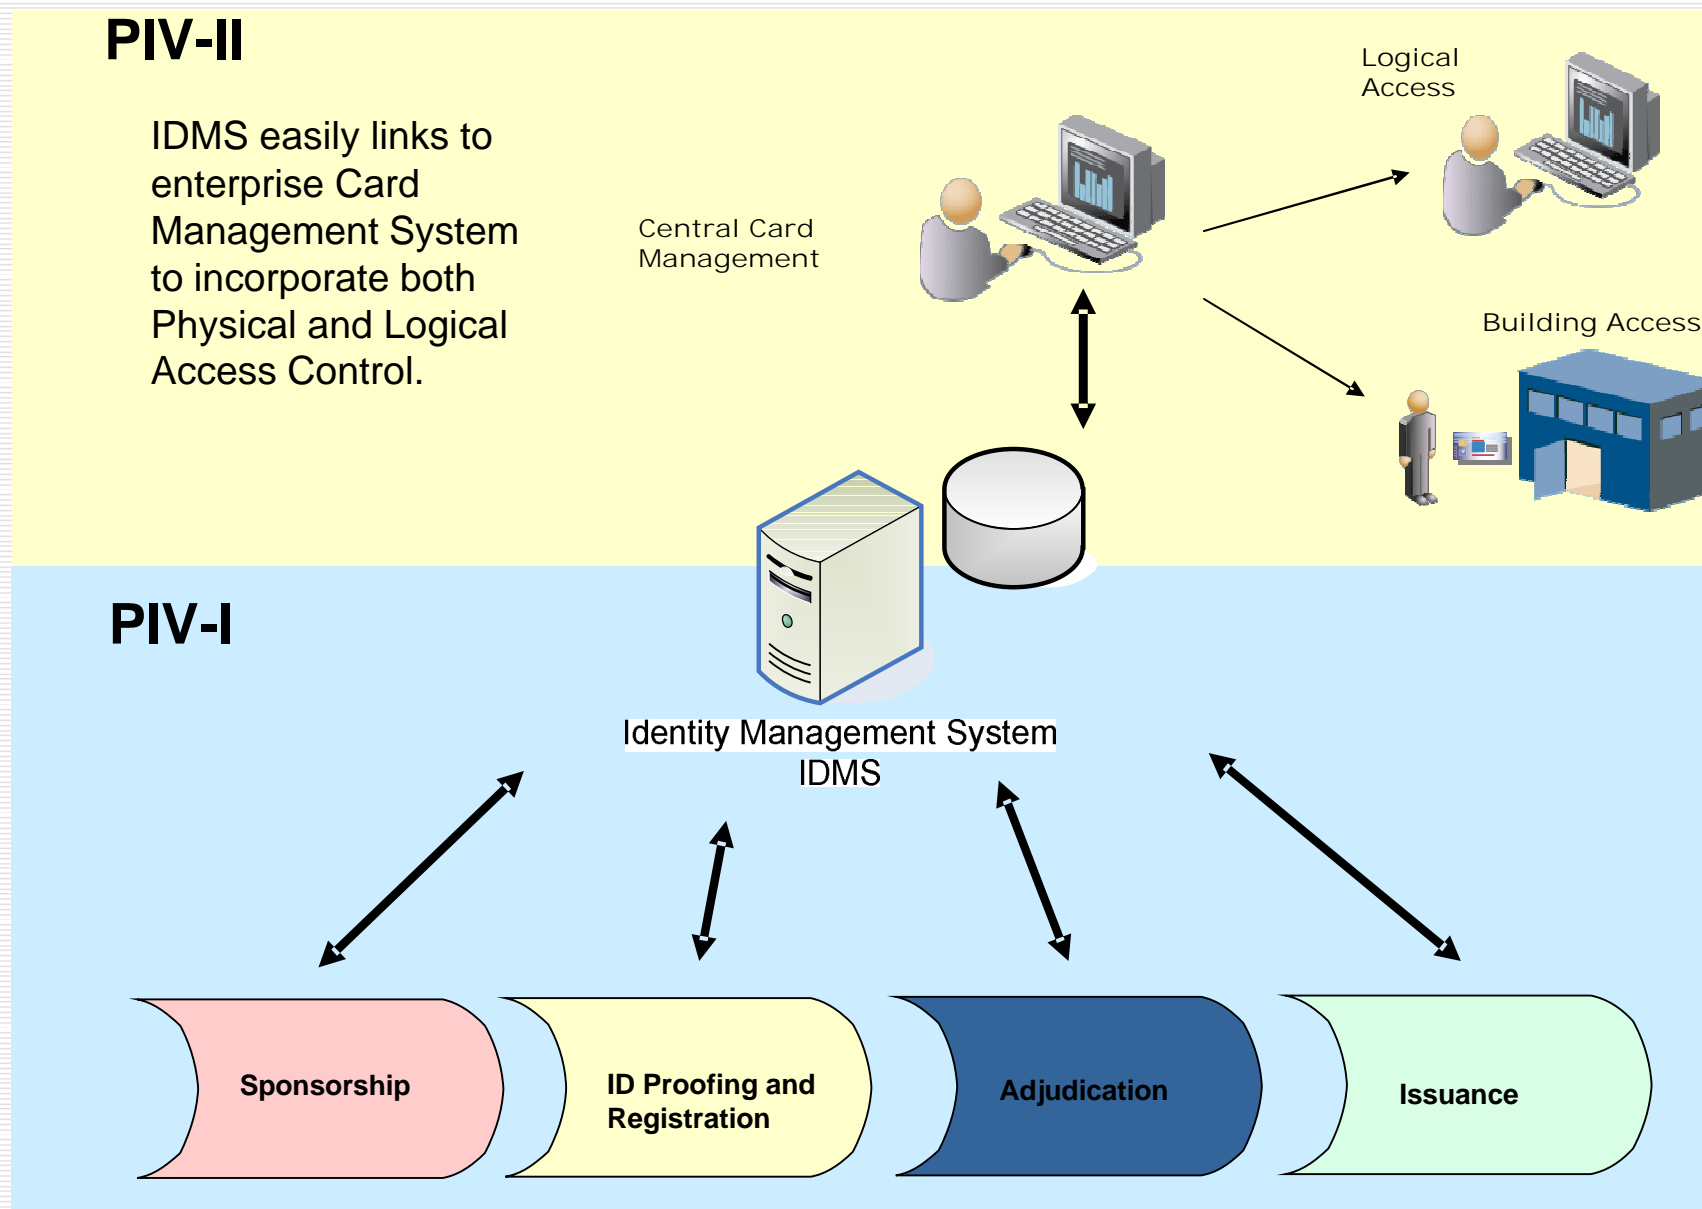 PIV-II
IDMS easily links to
enterprise Card
Management System
to incorporate both
Physical and Logical
Access Control.
Logical
Access
Central Card
Management
Building Access
PIV-I
Identity Management System
IDMS
Sponsorship
ID Proofing and
Registration
Adjudication
Issuance